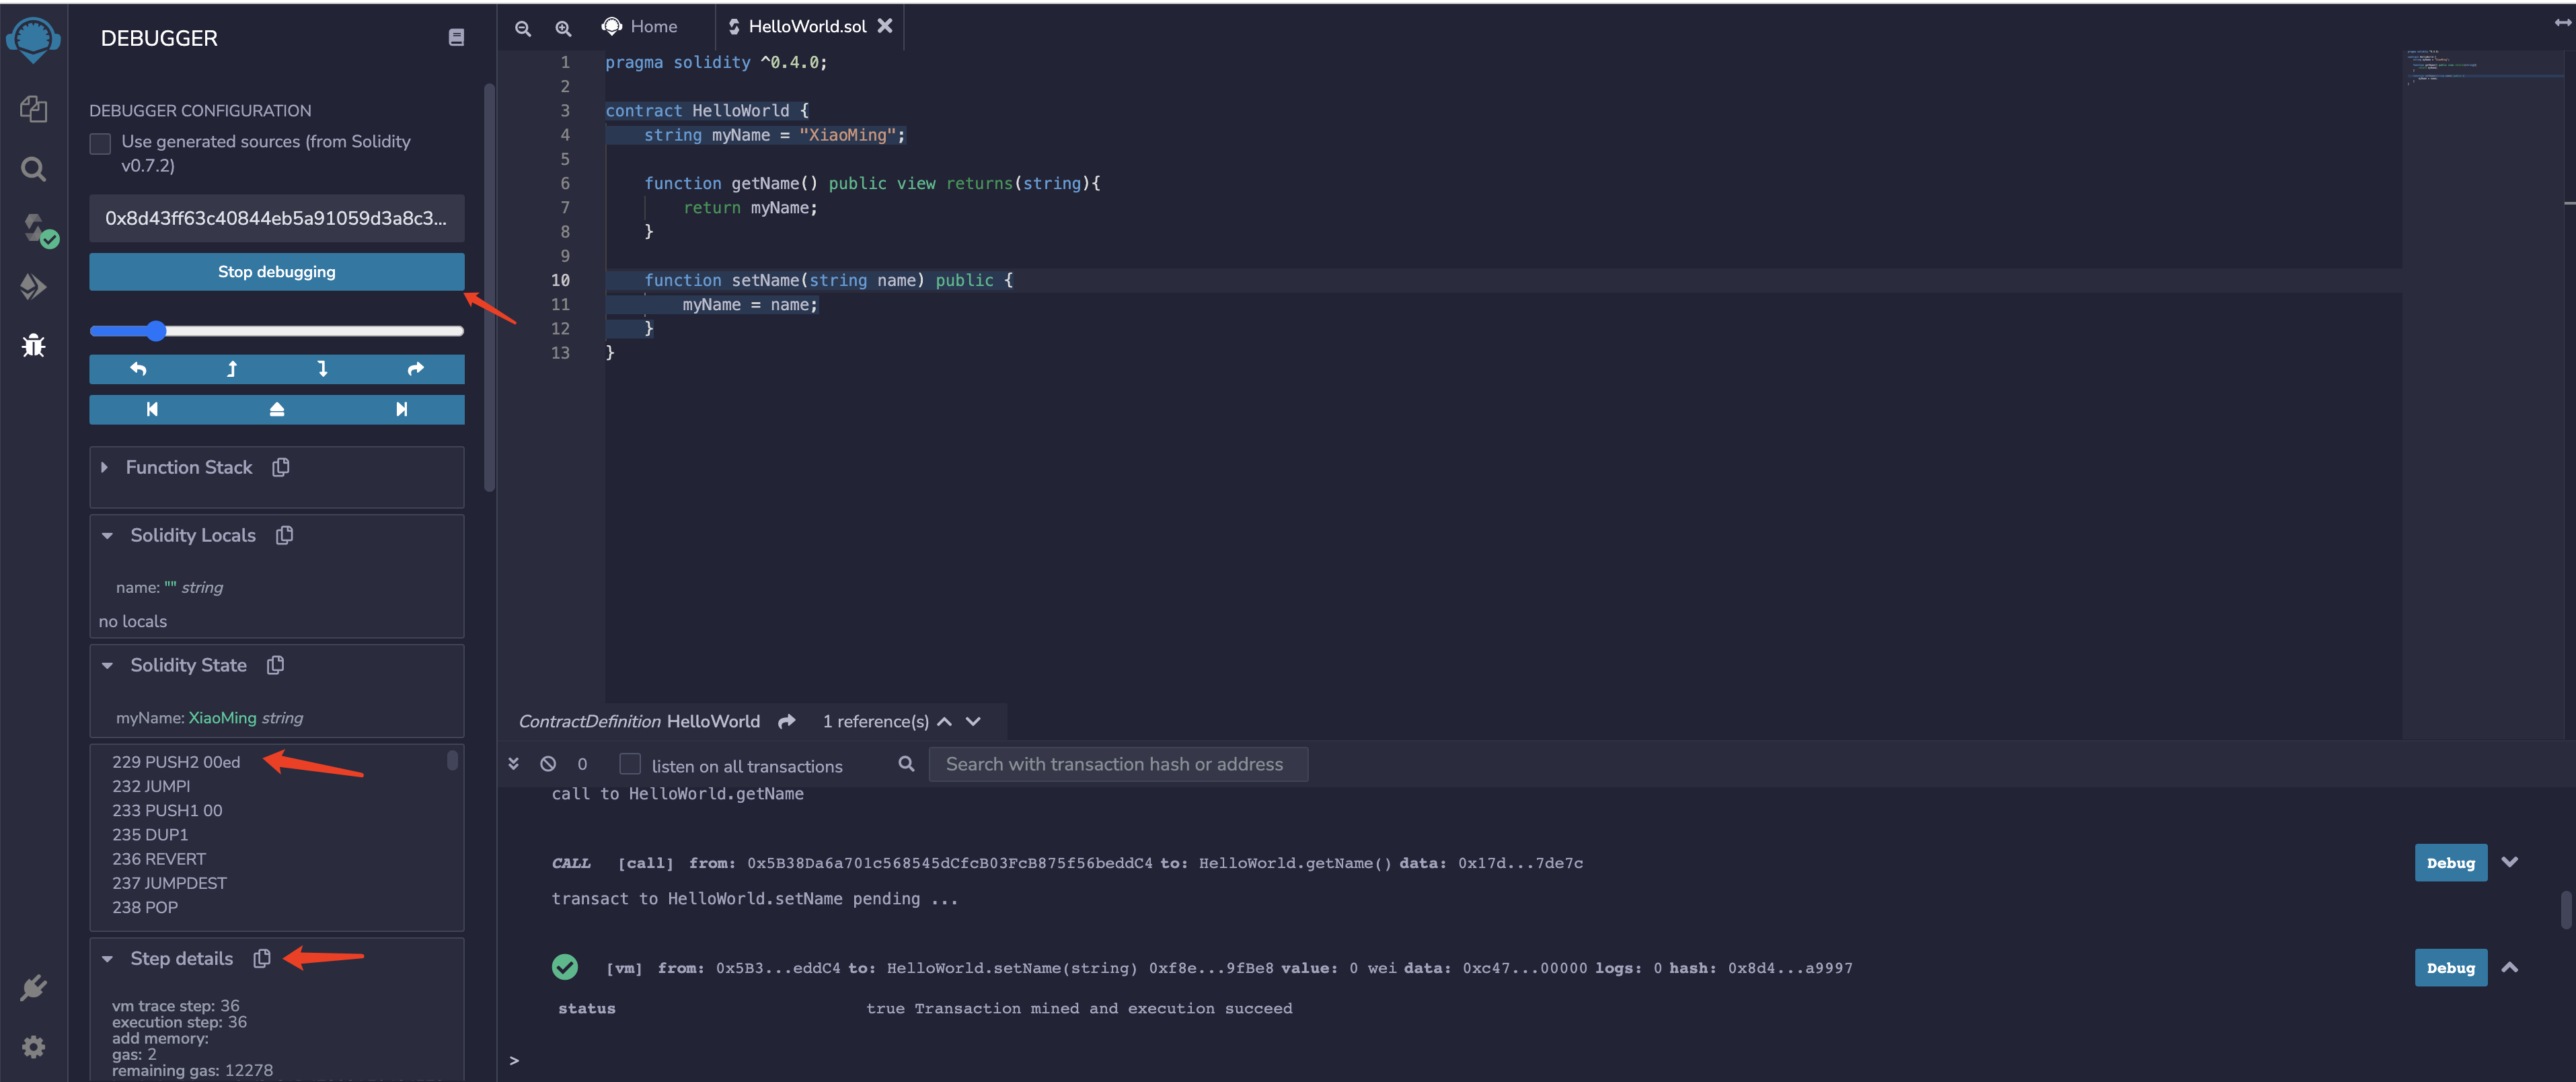 DEBUGGER
DEBUGGER CONFIGURATION
Use generated sources (from Solidity
v0.7.2)
0x8d43ff63c40844eb5a91059d3a8c3...
Stop debugging
Function Stack
Solidity Locals
name: "" string
no locals
Solidity State
myName: XiaoMing string
229 PUSH2 00ed
232 JUMPI
233 PUSH1 00
235 DUP1
236 REVERT
237 JUMPDEST
238 POP
Step details
vm trace step: 36
execution step: 36
add memory:
gas: 2
remaining gas: 12278
Home
HelloWorld.sol
1 pragma solidity ^0.4.0;
2
3 contract HelloWorld {
4 string myName = "XiaoMing";
5
6 function getName() public view returns(string){
7 return myName;
8 }
9
10 function setName(string name) public {
11 myName = name;
12 }
13 }
ContractDefinition HelloWorld 1 reference(s)
0 listen on all transactions Search with transaction hash or address
call to HelloWorld.getName
CALL [call] from: 0x5B38Da6a701c568545dCfcB03FcB875f56beddC4 to: HelloWorld.getName() data: 0x17d...7de7c Debug
transact to HelloWorld.setName pending ...
[vm] from: 0x5B3...eddC4 to: HelloWorld.setName(string) 0xf8e...9fBe8 value: 0 wei data: 0xc47...00000 logs: 0 hash: 0x8d4...a9997 Debug
status true Transaction mined and execution succeed
>